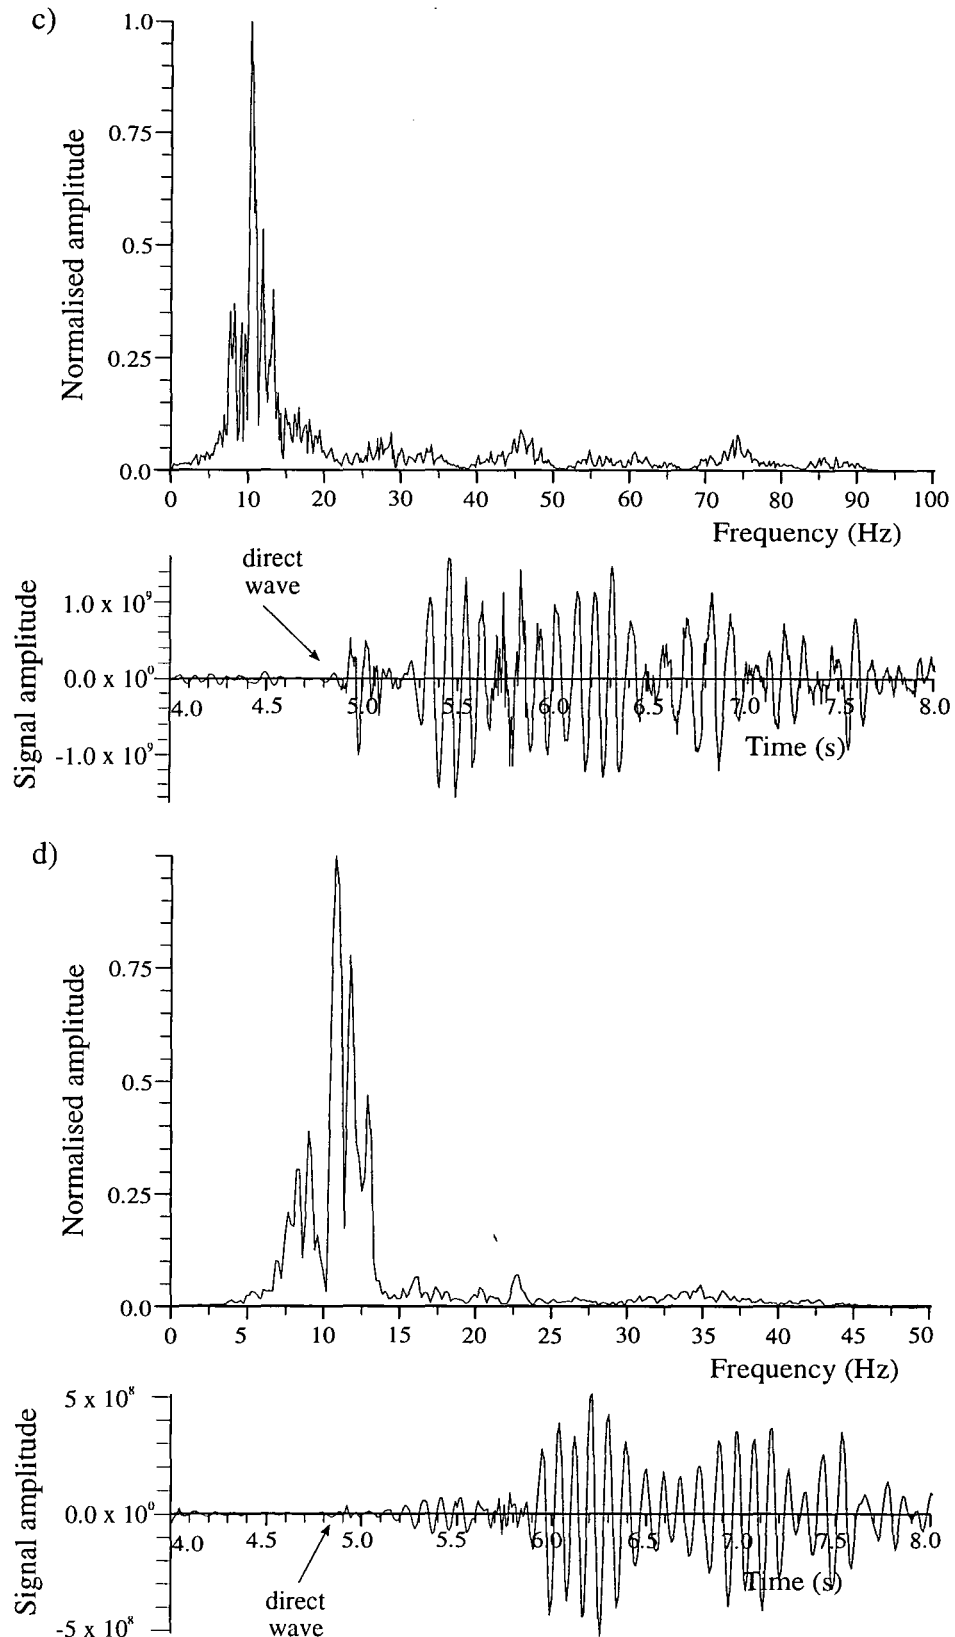 c)
Normalised amplitude
1.0
0.75
0.5
0.25
0.0
0 10 20 30 40 50 60 70 80 90 100
Frequency (Hz)
direct
wave
Signal amplitude
1.0 x 10⁹
0.0 x 10⁰
-1.0 x 10⁹
4.0 4.5 5.0 5.5 6.0 6.5 7.0 7.5 8.0
Time (s)
d)
Normalised amplitude
0.75
0.5
0.25
0.0
0 5 10 15 20 25 30 35 40 45 50
Frequency (Hz)
Signal amplitude
5 x 10⁸
0.0 x 10⁰
-5 x 10⁸
4.0 4.5 5.0 5.5 6.0 6.5 7.0 7.5 8.0
Time (s)
direct
wave